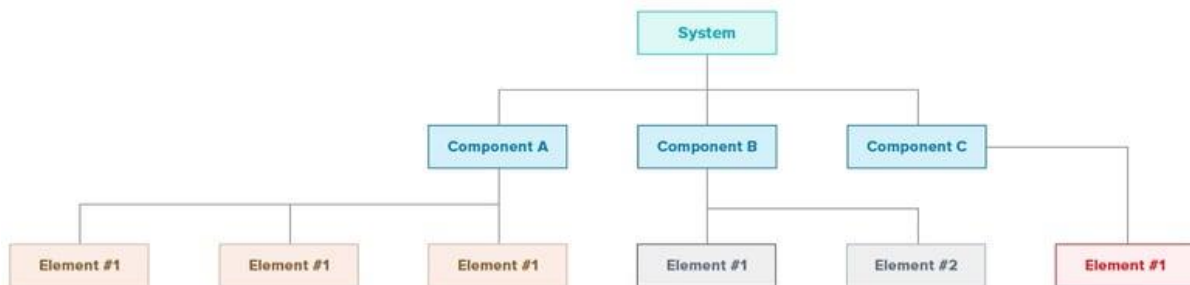 System
Component A
Component B
Component C
Element #1
Element #1
Element #1
Element #1
Element #2
Element #1